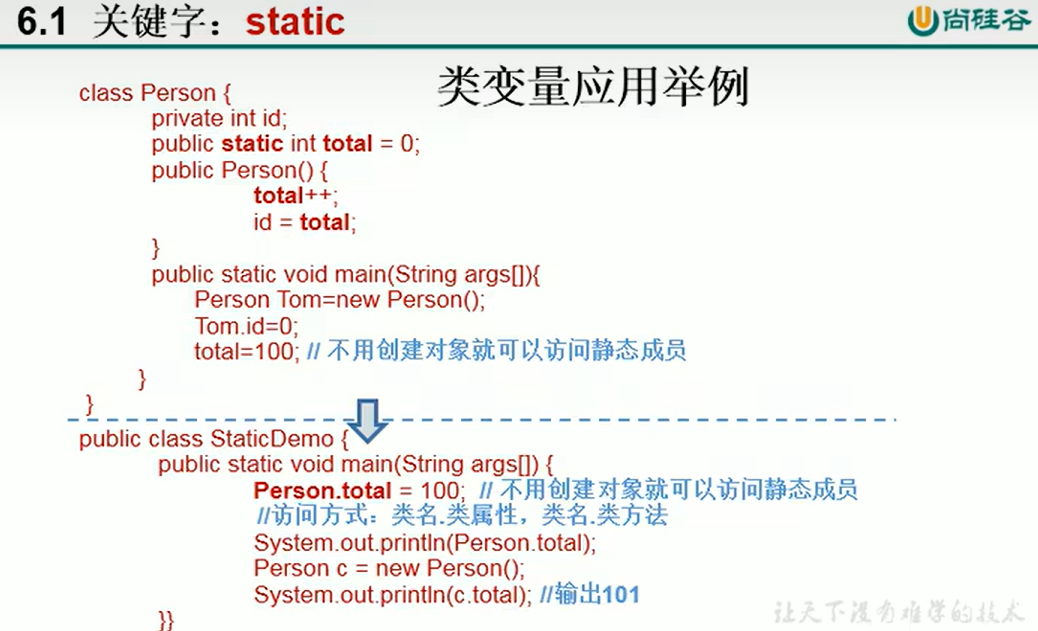 6.1 关键字：static
尚硅谷
类变量应用举例
class Person {
private int id;
public static int total = 0;
public Person() {
total++;
id = total;
}
public static void main(String args[]){
Person Tom=new Person();
Tom.id=0;
total=100; // 不用创建对象就可以访问静态成员
}
}
public class StaticDemo {
public static void main(String args[]) {
Person.total = 100; // 不用创建对象就可以访问静态成员
//访问方式：类名.类属性，类名.类方法
System.out.println(Person.total);
Person c = new Person();
System.out.println(c.total); //输出101
}}
让天下没有难学的技术